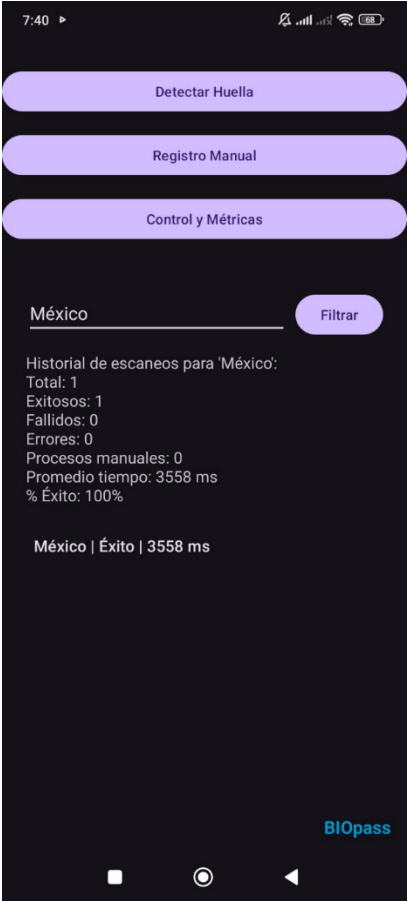 7:40
68
Detectar Huella
Registro Manual
Control y Métricas
México
Filtrar
Historial de escaneos para 'México':
Total: 1
Exitosos: 1
Fallidos: 0
Errores: 0
Procesos manuales: 0
Promedio tiempo: 3558 ms
% Éxito: 100%
México | Éxito | 3558 ms
BIOpass